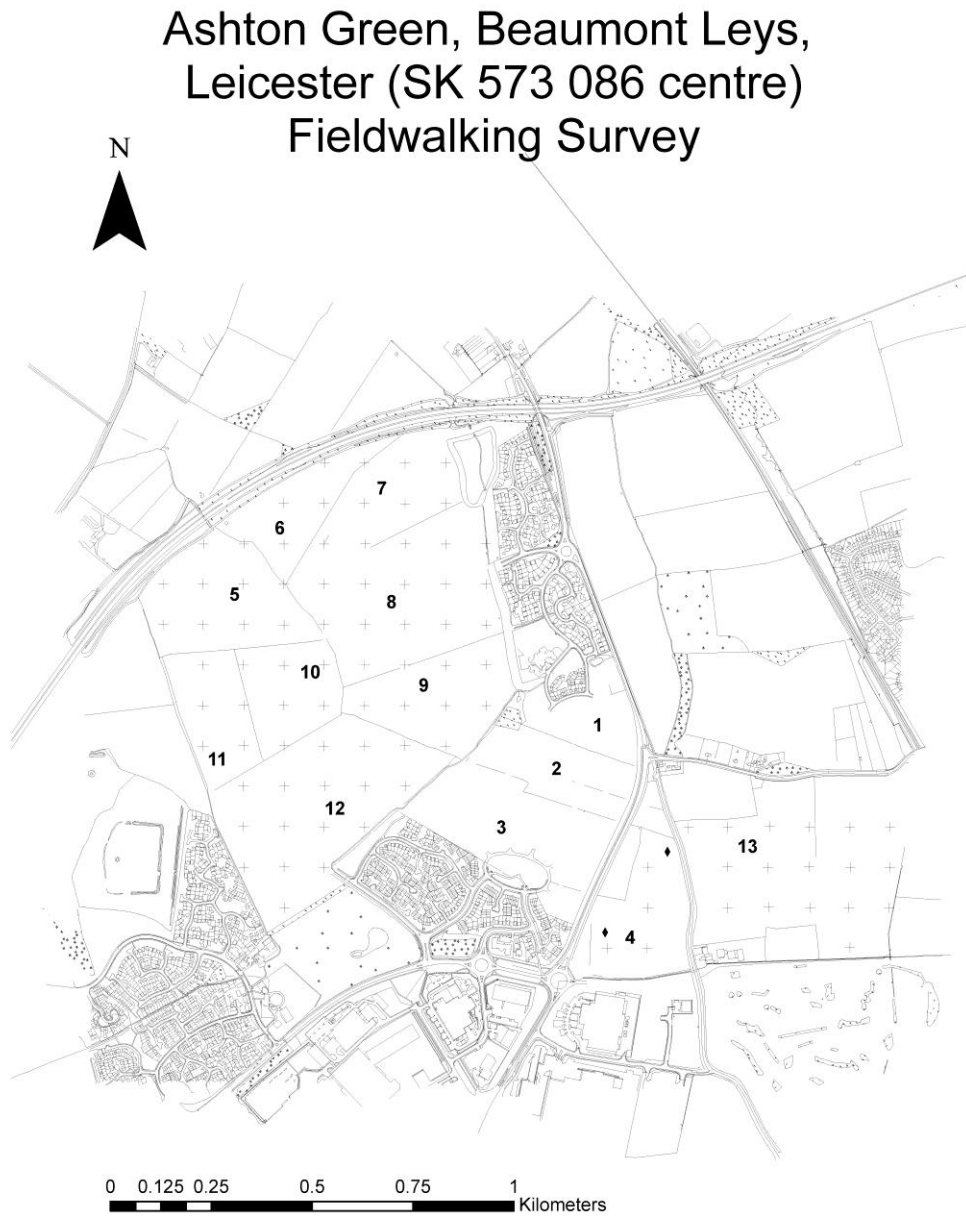 Ashton Green, Beaumont Leys,
Leicester (SK 573 086 centre)
Fieldwalking Survey
N
7
6
5
8
10
9
1
11
2
12
3
13
4
0 0.125 0.25 0.5 0.75 1
Kilometers